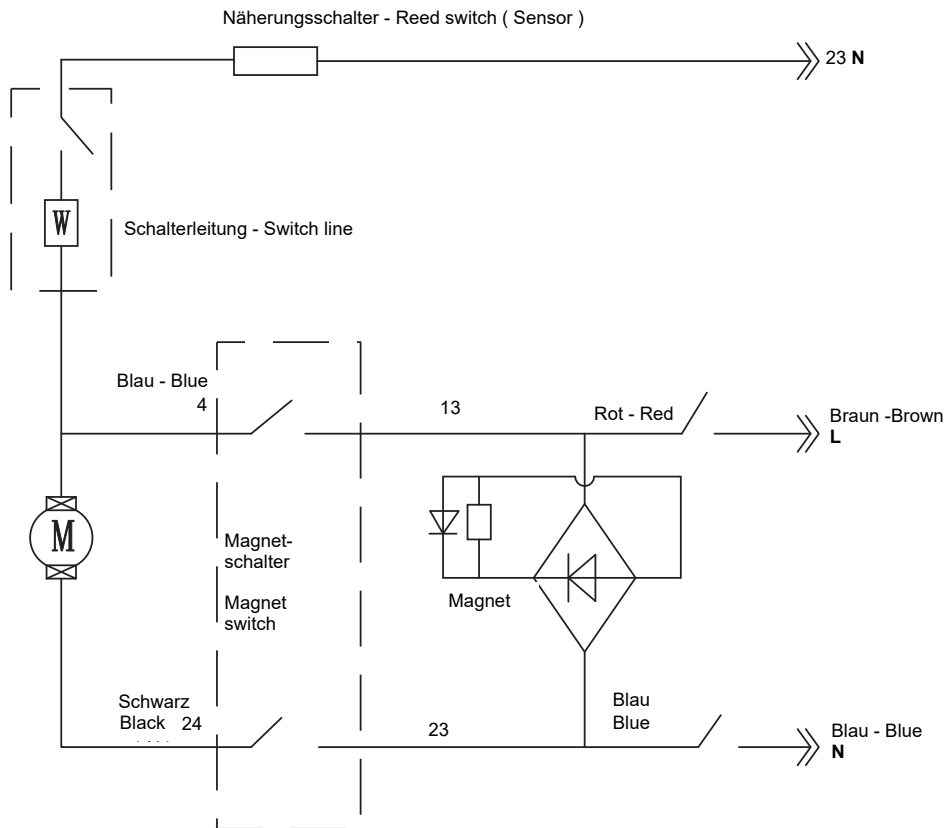 Näherungsschalter - Reed switch ( Sensor )
23 N
W
Schalterleitung - Switch line
Blau - Blue
4
13
Rot - Red
Braun -Brown
L
M
Magnet-
schalter
Magnet
switch
Magnet
Schwarz
Black 24
23
Blau
Blue
Blau - Blue
N